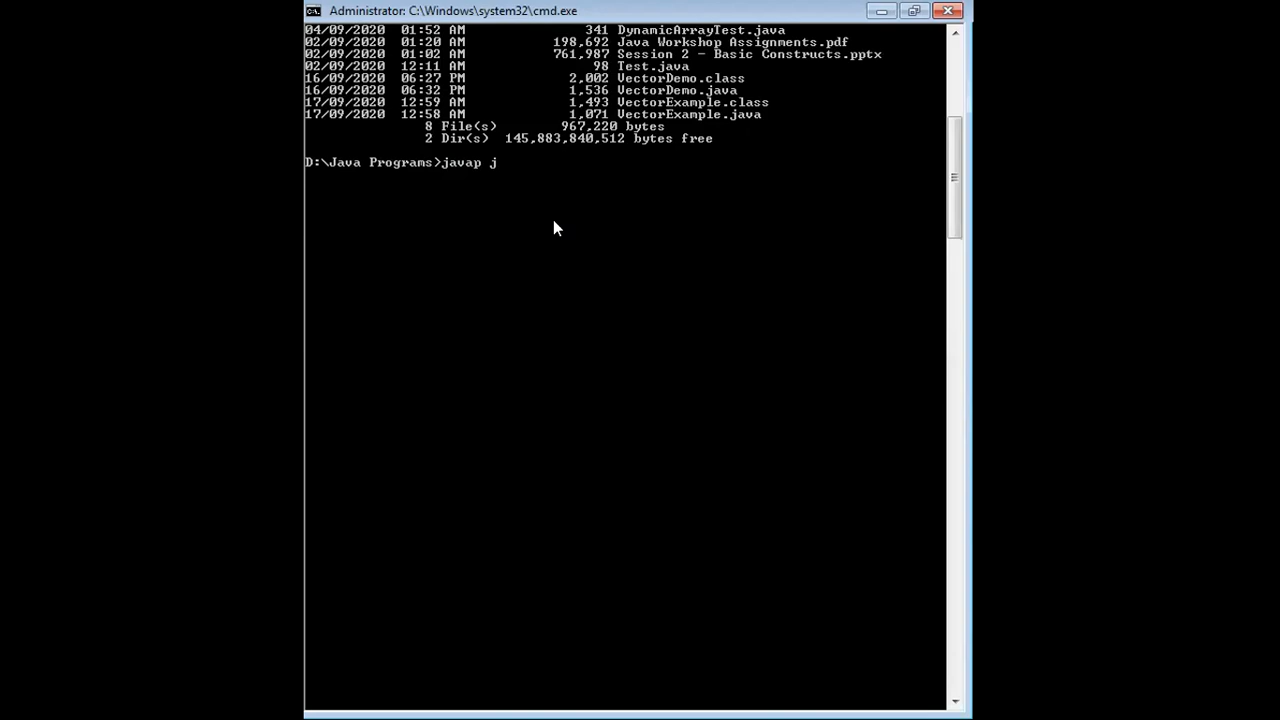 Administrator: C:\Windows\system32\cmd.exe
04/09/2020  01:52 AM               341 DynamicArrayTest.java
02/09/2020  01:20 AM           198,692 Java Workshop Assignments.pdf
02/09/2020  01:02 AM           761,987 Session 2 - Basic Constructs.pptx
02/09/2020  12:11 AM                98 Test.java
16/09/2020  06:27 PM             2,002 VectorDemo.class
16/09/2020  06:32 PM             1,536 VectorDemo.java
17/09/2020  12:59 AM             1,493 VectorExample.class
17/09/2020  12:58 AM             1,071 VectorExample.java
8 File(s)        967,220 bytes
2 Dir(s)  145,883,840,512 bytes free
D:\Java Programs>javap j